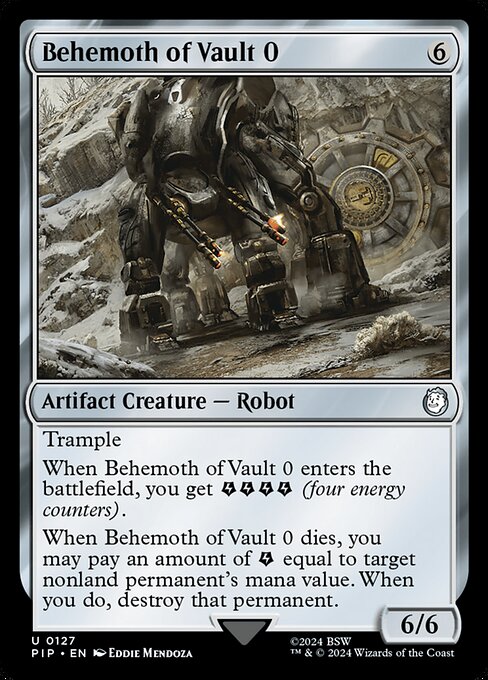 Behemoth of Vault 0 6
Artifact Creature — Robot
Trample
When Behemoth of Vault 0 enters the
battlefield, you get (four energy
counters).
When Behemoth of Vault 0 dies, you
may pay an amount of equal to target
nonland permanent's mana value. When
you do, destroy that permanent.
6/6
U 0127
PIP • EN Eddie Mendoza
©2024 BSW
™ & © 2024 Wizards of the Coast